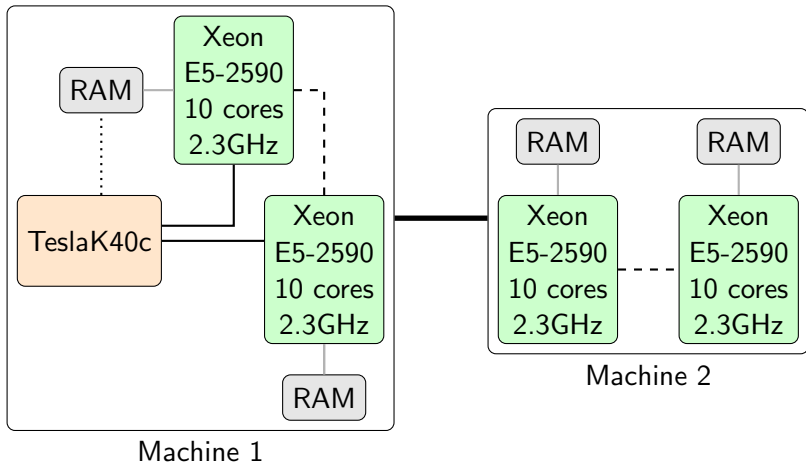 Xeon
E5-2590
10 cores
2.3GHz
RAM
TeslaK40c
Xeon
E5-2590
10 cores
2.3GHz
RAM
Machine 1
RAM
RAM
Xeon
E5-2590
10 cores
2.3GHz
Xeon
E5-2590
10 cores
2.3GHz
Machine 2